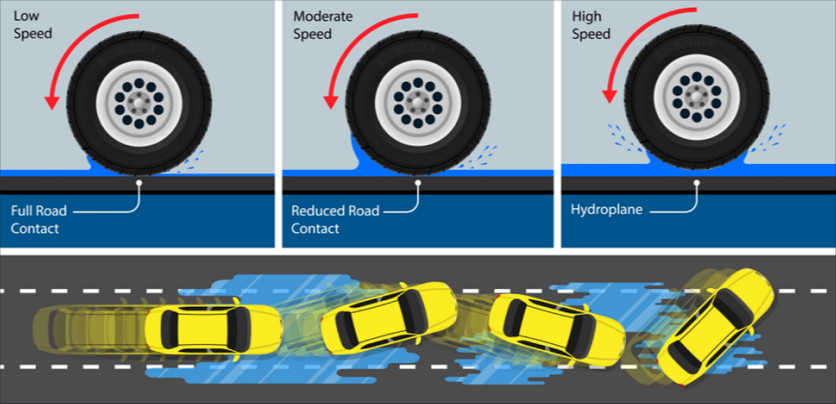 Low
Speed
Full Road
Contact
Moderate
Speed
Reduced Road
Contact
High
Speed
Hydroplane